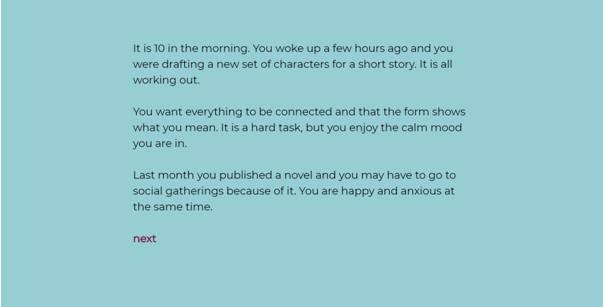 It is 10 in the morning. You woke up a few hours ago and you
were drafting a new set of characters for a short story. It is all
working out.
You want everything to be connected and that the form shows
what you mean. It is a hard task, but you enjoy the calm mood
you are in.
Last month you published a novel and you may have to go to
social gatherings because of it. You are happy and anxious at
the same time.
next